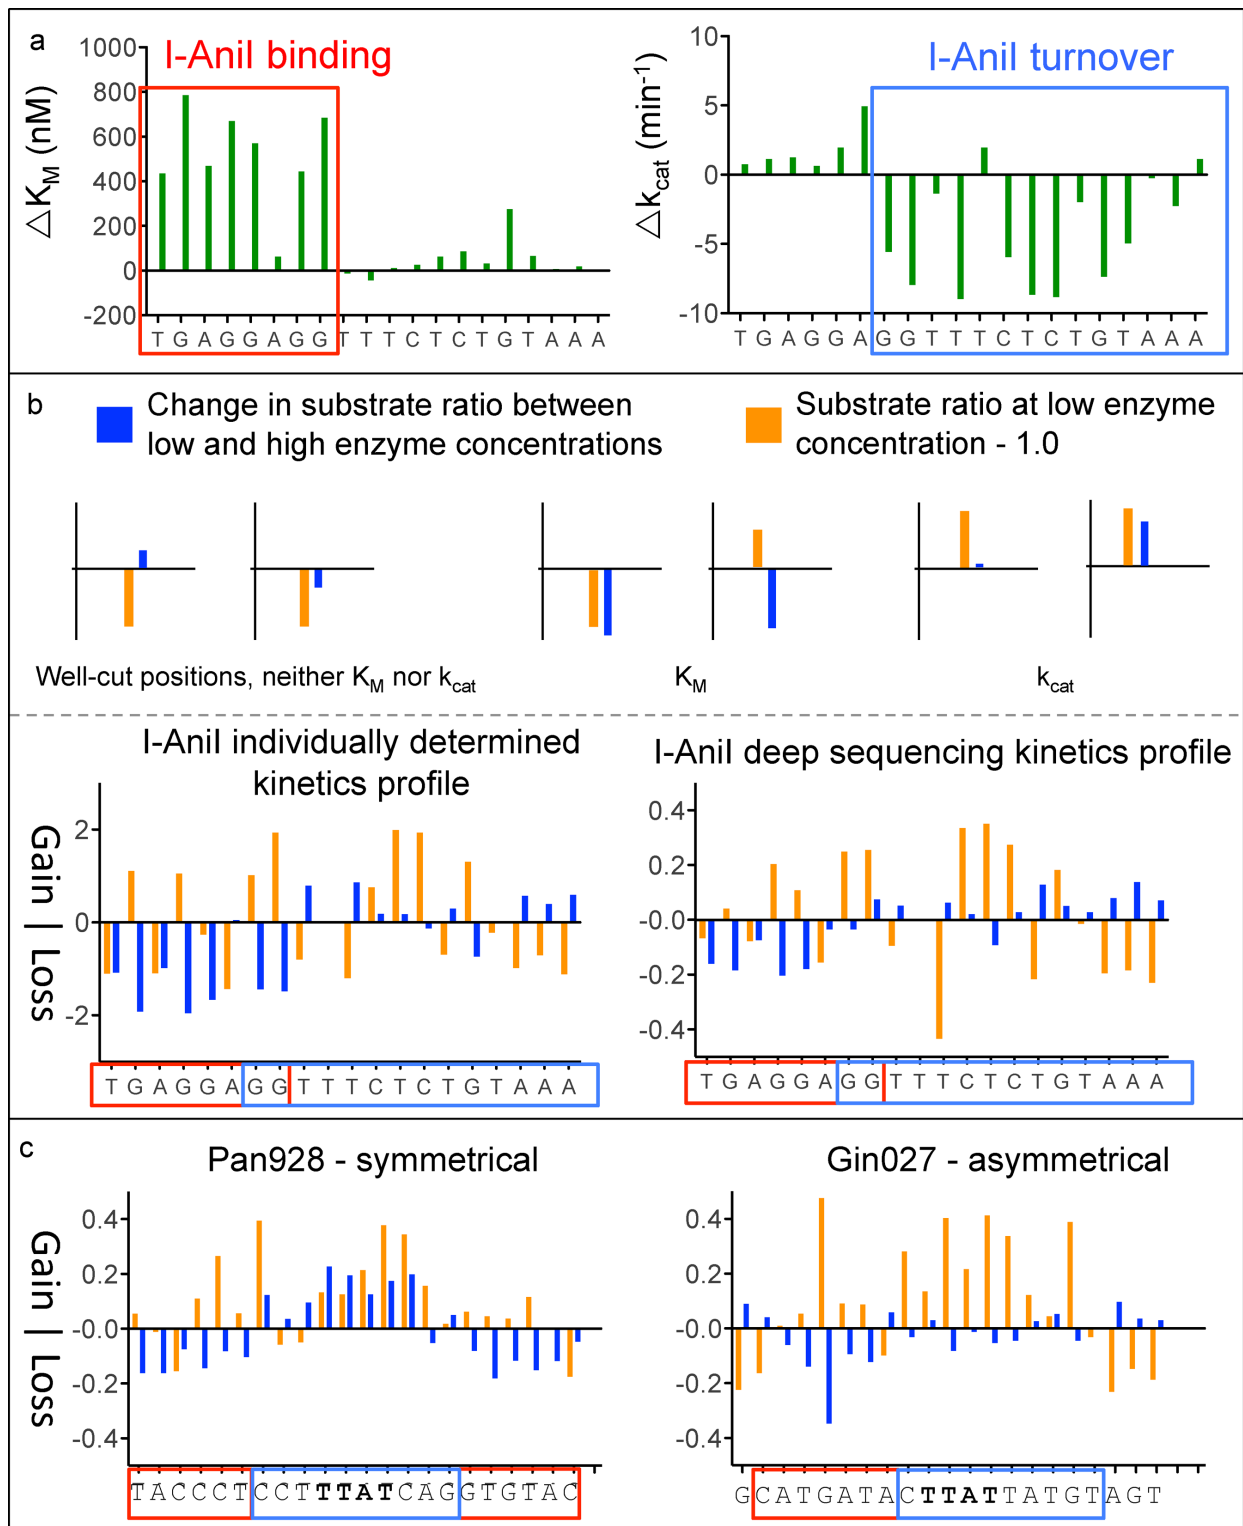 a
I-AniI binding
I-AniI turnover
△K_M (nM)
1000
800
600
400
200
0
-200
T G A G G A G G T T T C T C T G T A A A
△k_cat (min⁻¹)
10
5
0
-5
-10
T G A G G A G G T T T C T C T G T A A A
b
Change in substrate ratio between
low and high enzyme concentrations
Substrate ratio at low enzyme
concentration - 1.0
Well-cut positions, neither K_M nor k_cat
K_M
k_cat
I-AniI individually determined
kinetics profile
Gain | Loss
2
0
-2
T G A G G A G G T T T C T C T G T A A A
I-AniI deep sequencing kinetics profile
0.4
0.2
-0.0
-0.2
-0.4
T G A G G A G G T T T C T C T G T A A A
c
Pan928 - symmetrical
Gain | Loss
0.4
0.2
-0.0
-0.2
-0.4
T A C C C T C C T T T A T C A G G T G T A C
Gin027 - asymmetrical
0.4
0.2
-0.0
-0.2
-0.4
G C A T G A T A C T T A T T A T G T A G T